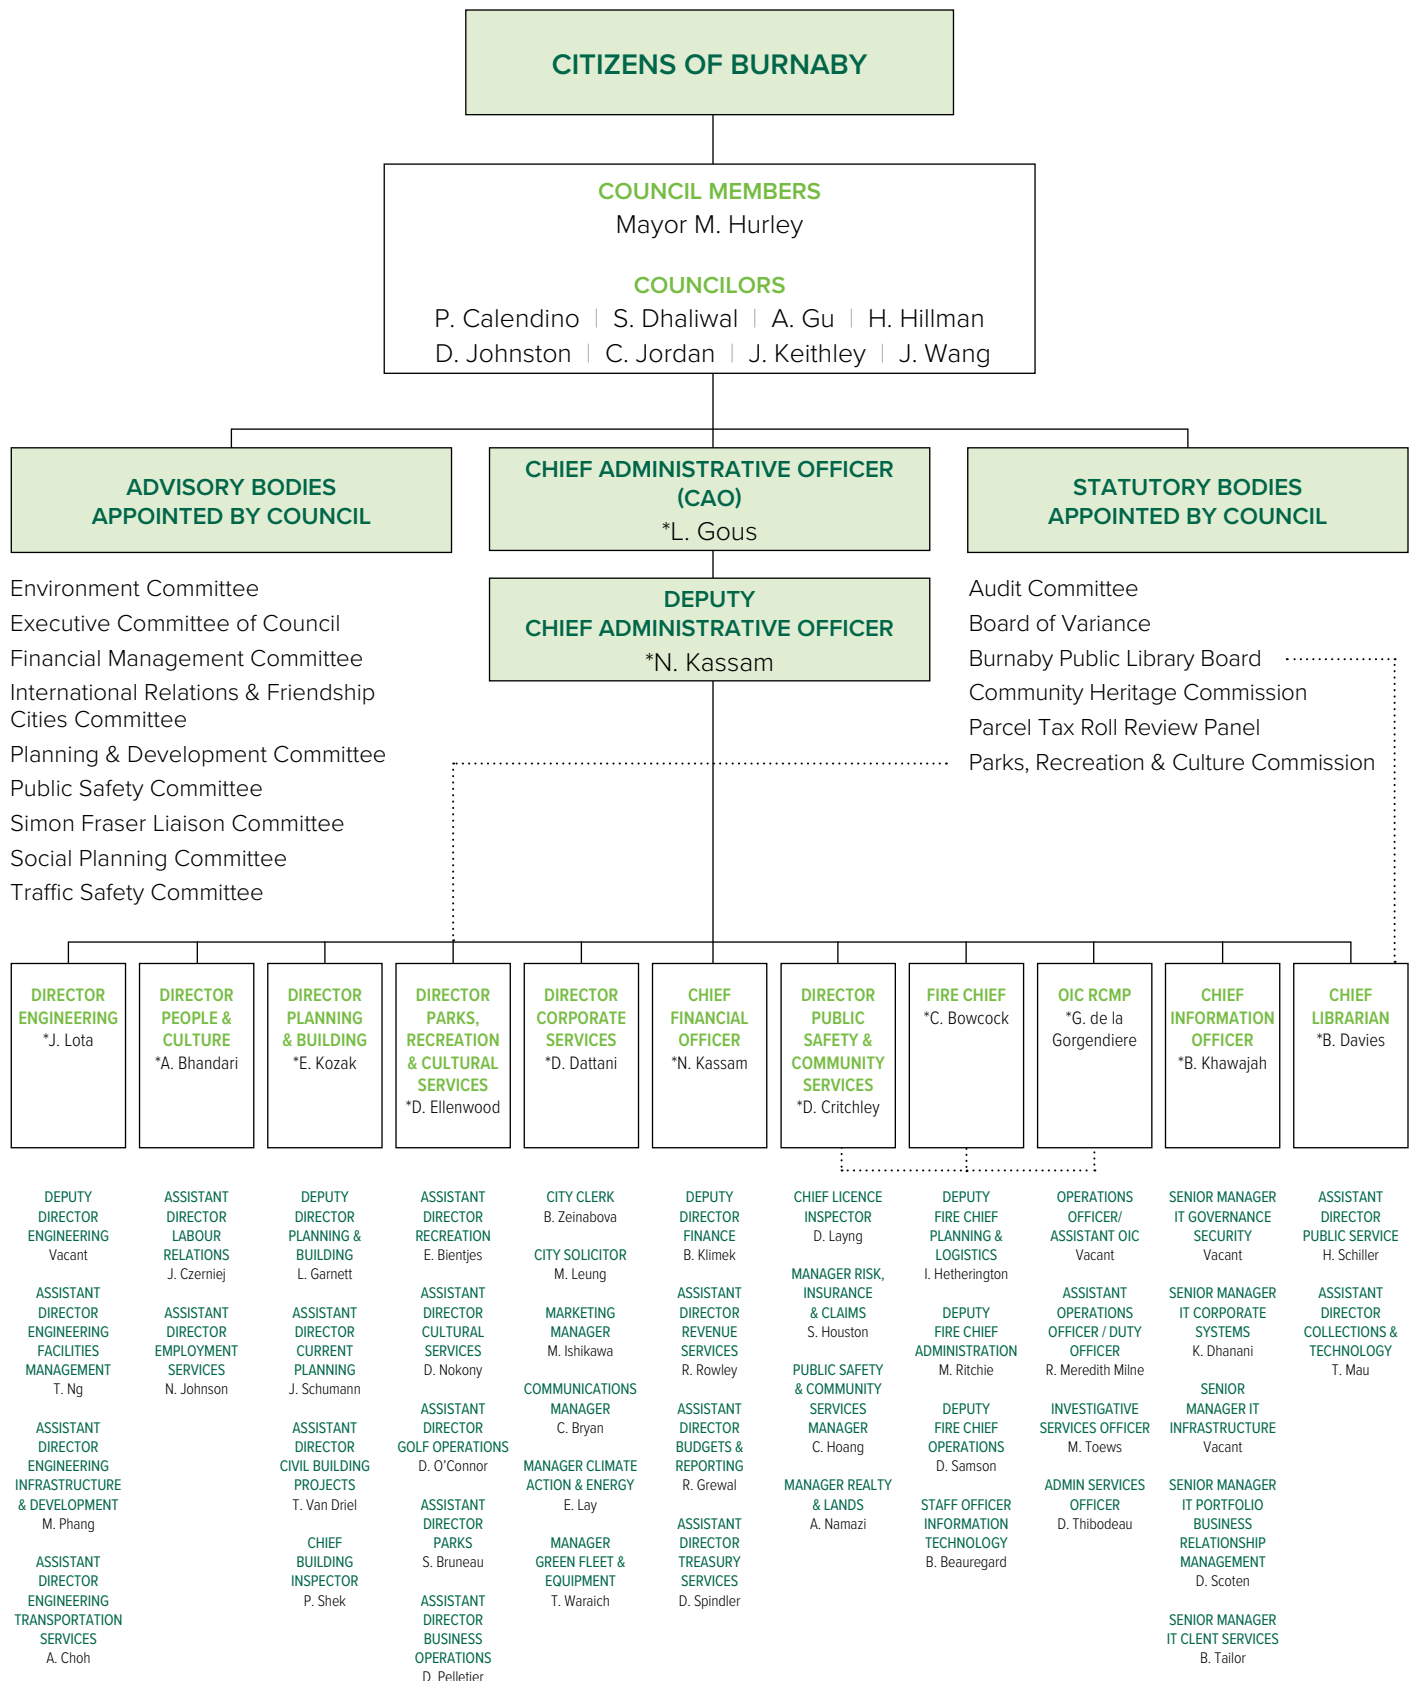 CITIZENS OF BURNABY
COUNCIL MEMBERS
Mayor M. Hurley
COUNCILORS
P. Calendino | S. Dhaliwal | A. Gu | H. Hillman
D. Johnston | C. Jordan | J. Keithley | J. Wang
ADVISORY BODIES
APPOINTED BY COUNCIL
Environment Committee
Executive Committee of Council
Financial Management Committee
International Relations & Friendship
Cities Committee
Planning & Development Committee
Public Safety Committee
Simon Fraser Liaison Committee
Social Planning Committee
Traffic Safety Committee
CHIEF ADMINISTRATIVE OFFICER
(CAO)
*L. Gous
DEPUTY
CHIEF ADMINISTRATIVE OFFICER
*N. Kassam
STATUTORY BODIES
APPOINTED BY COUNCIL
Audit Committee
Board of Variance
Burnaby Public Library Board
Community Heritage Commission
Parcel Tax Roll Review Panel
Parks, Recreation & Culture Commission
DIRECTOR
ENGINEERING
*J. Lota
DEPUTY
DIRECTOR
ENGINEERING
Vacant
ASSISTANT
DIRECTOR
ENGINEERING
FACILITIES
MANAGEMENT
T. Ng
ASSISTANT
DIRECTOR
ENGINEERING
INFRASTRUCTURE
& DEVELOPMENT
M. Phang
ASSISTANT
DIRECTOR
ENGINEERING
TRANSPORTATION
SERVICES
A. Choh
DIRECTOR
PEOPLE &
CULTURE
*A. Bhandari
ASSISTANT
DIRECTOR
LABOUR
RELATIONS
J. Czerniej
ASSISTANT
DIRECTOR
EMPLOYMENT
SERVICES
N. Johnson
DIRECTOR
PLANNING
& BUILDING
*E. Kozak
DEPUTY
DIRECTOR
PLANNING &
BUILDING
L. Garnett
ASSISTANT
DIRECTOR
CURRENT
PLANNING
J. Schumann
ASSISTANT
DIRECTOR
CIVIL BUILDING
PROJECTS
T. Van Driel
CHIEF
BUILDING
INSPECTOR
P. Shek
DIRECTOR
PARKS,
RECREATION
& CULTURAL
SERVICES
*D. Ellenwood
ASSISTANT
DIRECTOR
RECREATION
E. Bientjes
ASSISTANT
DIRECTOR
CULTURAL
SERVICES
D. Nokony
ASSISTANT
DIRECTOR
GOLF OPERATIONS
D. O'Connor
ASSISTANT
DIRECTOR
PARKS
S. Bruneau
ASSISTANT
DIRECTOR
BUSINESS
OPERATIONS
D. Pelletier
DIRECTOR
CORPORATE
SERVICES
*D. Dattani
CITY CLERK
B. Zeinabova
CITY SOLICITOR
M. Leung
MARKETING
MANAGER
M. Ishikawa
COMMUNICATIONS
MANAGER
C. Bryan
MANAGER CLIMATE
ACTION & ENERGY
E. Lay
MANAGER
GREEN FLEET &
EQUIPMENT
T. Waraich
CHIEF
FINANCIAL
OFFICER
*N. Kassam
DEPUTY
DIRECTOR
FINANCE
B. Klimek
ASSISTANT
DIRECTOR
REVENUE
SERVICES
R. Rowley
ASSISTANT
DIRECTOR
BUDGETS &
REPORTING
R. Grewal
ASSISTANT
DIRECTOR
TREASURY
SERVICES
D. Spindler
DIRECTOR
PUBLIC
SAFETY &
COMMUNITY
SERVICES
*D. Critchley
CHIEF LICENCE
INSPECTOR
D. Layng
MANAGER RISK,
INSURANCE
& CLAIMS
S. Houston
PUBLIC SAFETY
& COMMUNITY
SERVICES
MANAGER
C. Hoang
MANAGER REALTY
& LANDS
A. Namazi
FIRE CHIEF
*C. Bowcock
DEPUTY
FIRE CHIEF
PLANNING &
LOGISTICS
I. Hetherington
DEPUTY
FIRE CHIEF
ADMINISTRATION
M. Ritchie
DEPUTY
FIRE CHIEF
OPERATIONS
D. Samson
STAFF OFFICER
INFORMATION
TECHNOLOGY
B. Beauregard
OIC RCMP
*G. de la
Gorgendiere
OPERATIONS
OFFICER/
ASSISTANT OIC
Vacant
ASSISTANT
OPERATIONS
OFFICER / DUTY
OFFICER
R. Meredith Milne
INVESTIGATIVE
SERVICES OFFICER
M. Toews
ADMIN SERVICES
OFFICER
D. Thibodeau
CHIEF
INFORMATION
OFFICER
*B. Khawajah
SENIOR MANAGER
IT GOVERNANCE
SECURITY
Vacant
SENIOR MANAGER
IT CORPORATE
SYSTEMS
K. Dhanani
SENIOR
MANAGER IT
INFRASTRUCTURE
Vacant
SENIOR MANAGER
IT PORTFOLIO
BUSINESS
RELATIONSHIP
MANAGEMENT
D. Scoten
SENIOR MANAGER
IT CLENT SERVICES
B. Tailor
CHIEF
LIBRARIAN
*B. Davies
ASSISTANT
DIRECTOR
PUBLIC SERVICE
H. Schiller
ASSISTANT
DIRECTOR
COLLECTIONS &
TECHNOLOGY
T. Mau